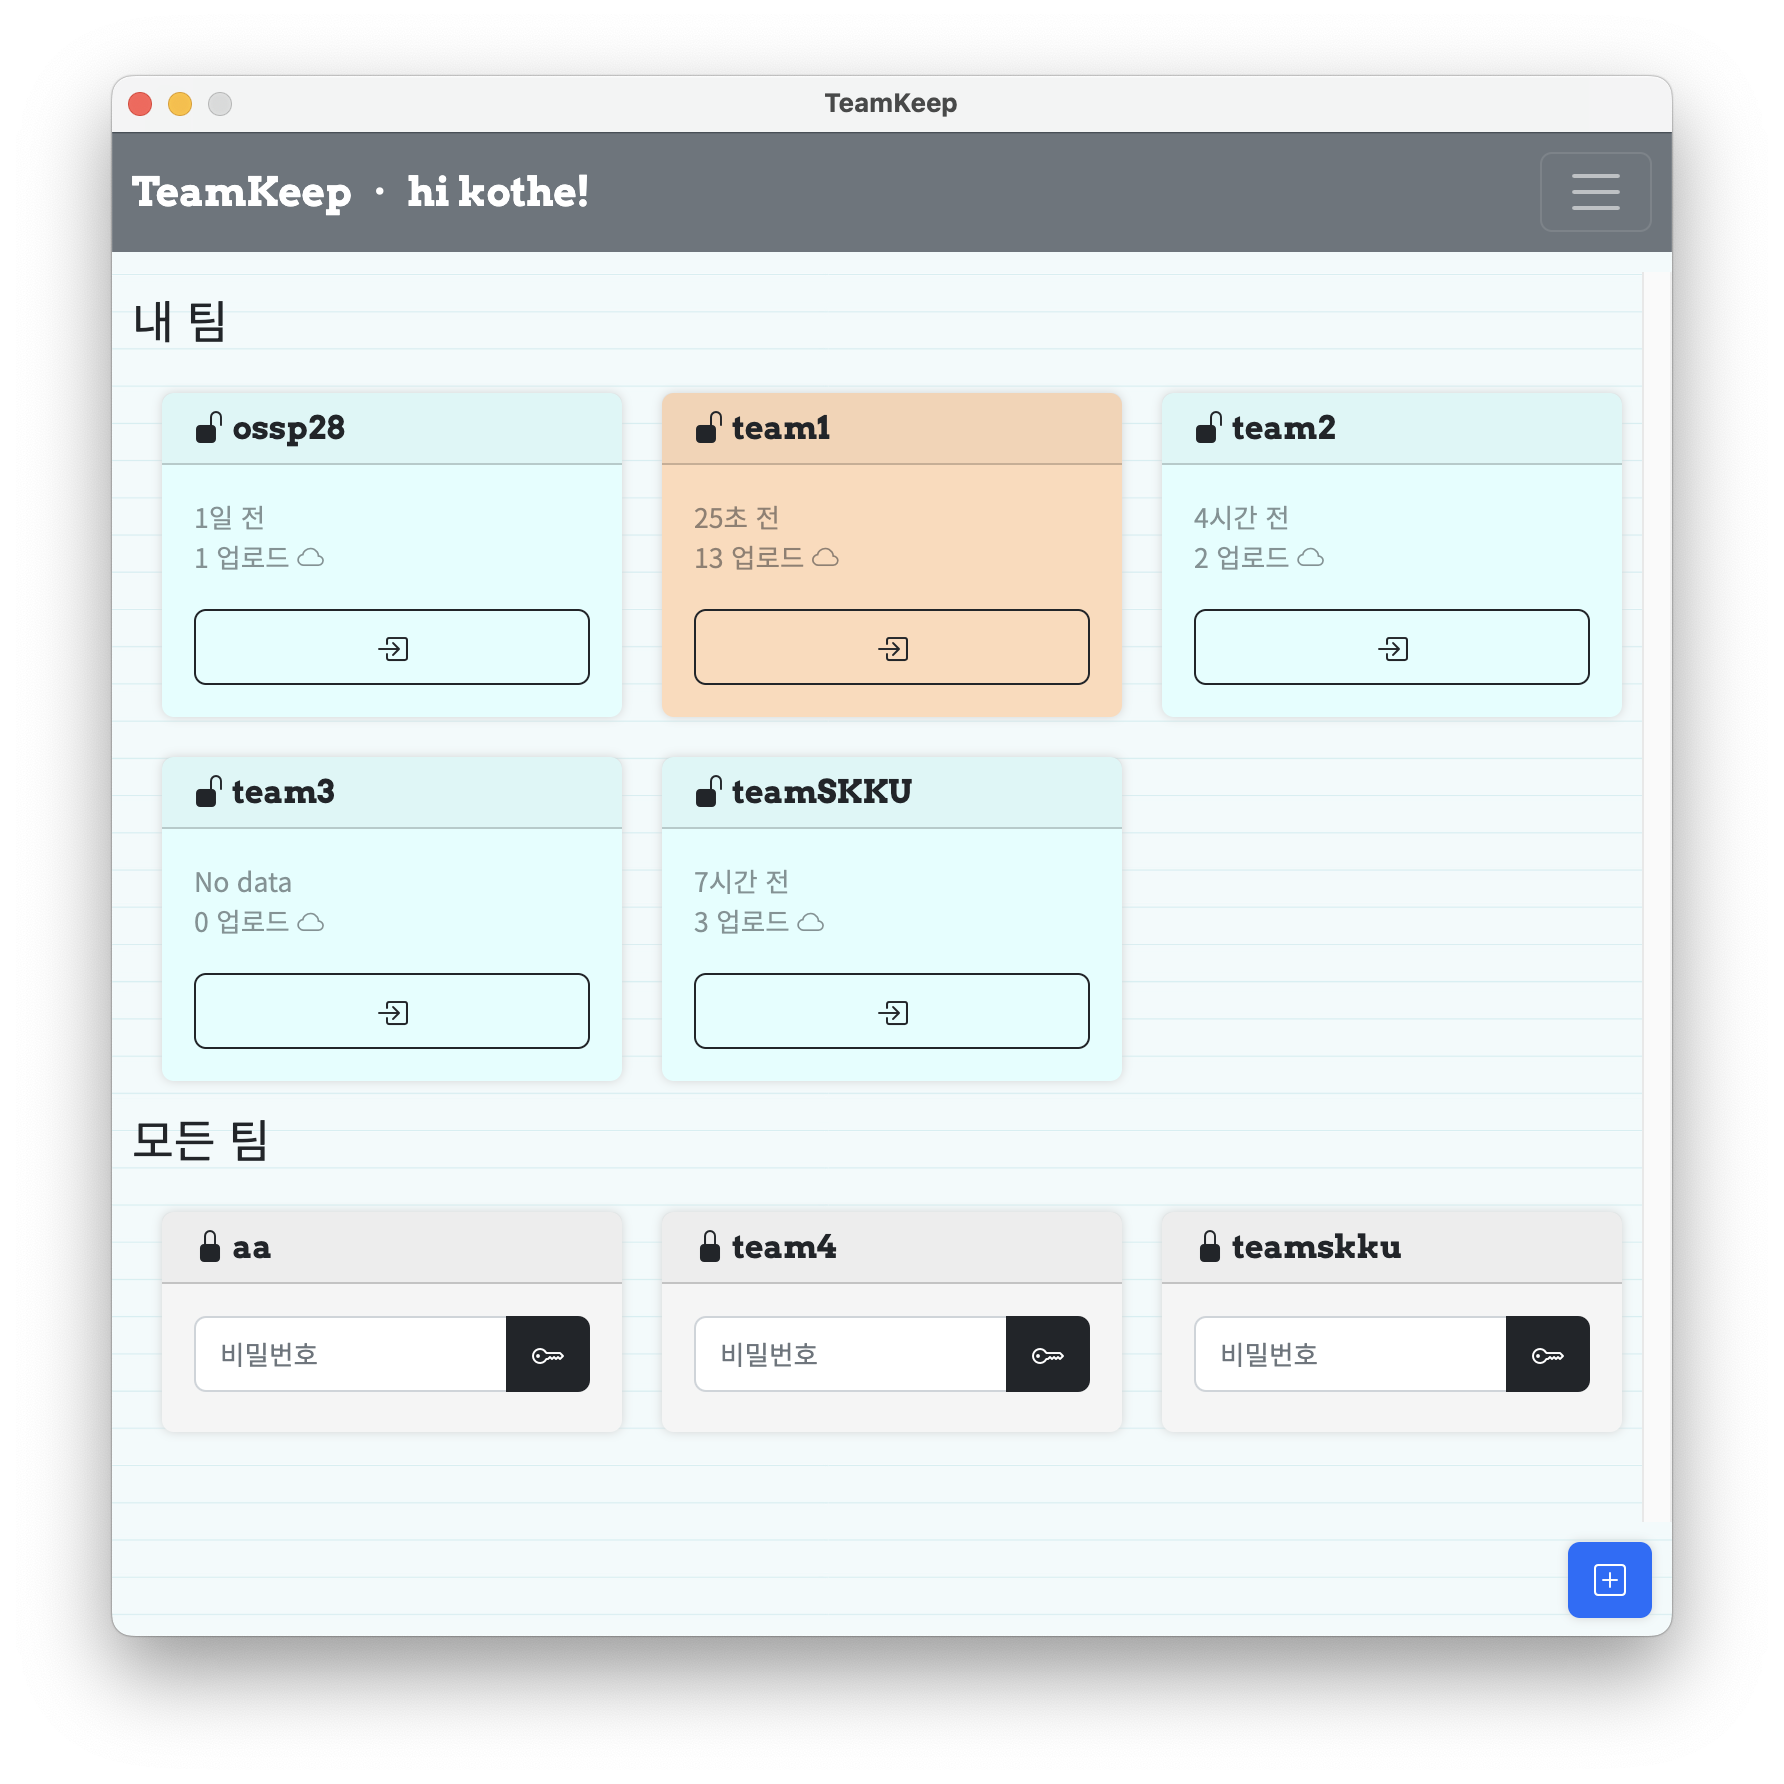 TeamKeep
TeamKeep · hi kothe!
내 팀
ossp28
1일 전
1 업로드
team1
25초 전
13 업로드
team2
4시간 전
2 업로드
team3
No data
0 업로드
teamSKKU
7시간 전
3 업로드
모든 팀
aa
비밀번호
team4
비밀번호
teamskku
비밀번호